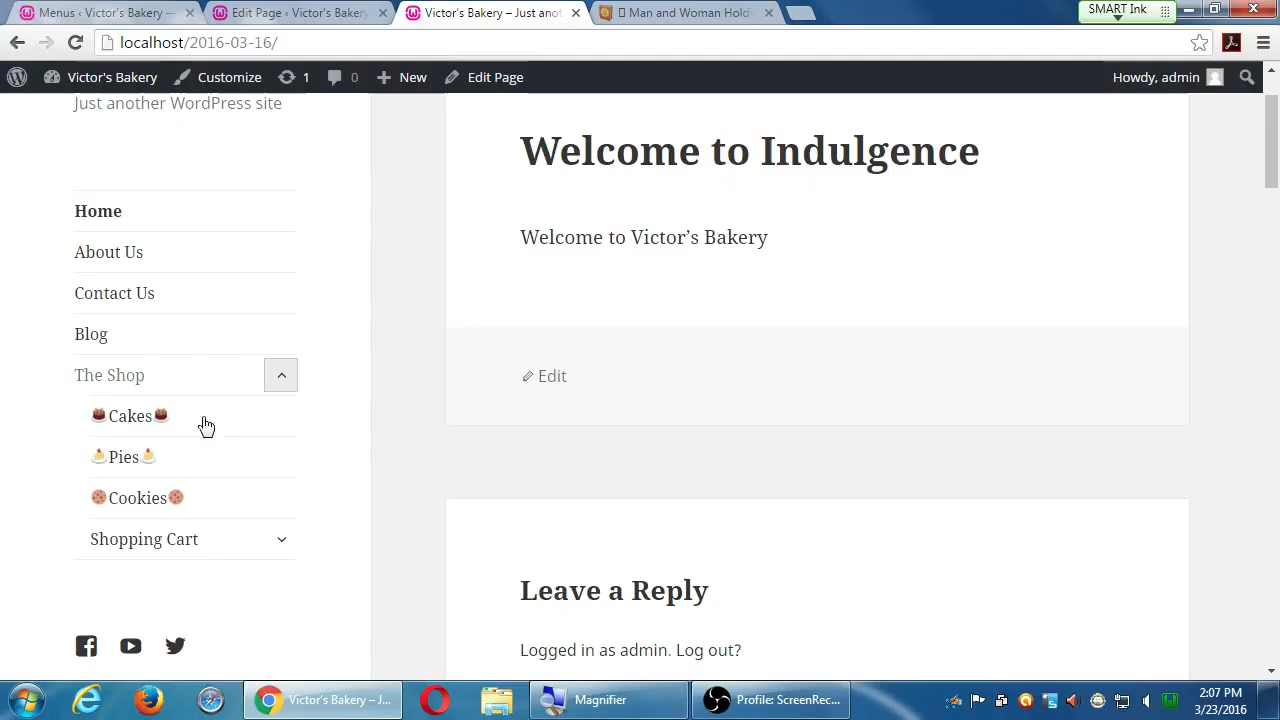 Menus ‹ Victor's Bakery —
Edit Page ‹ Victor's Bakery
Victor's Bakery – Just anot
Man and Woman Holdi
SMART Ink
localhost/2016-03-16/
Victor's Bakery
Customize
1
0
New
Edit Page
Howdy, admin
Just another WordPress site
Home
About Us
Contact Us
Blog
The Shop
Cakes
Pies
Cookies
Shopping Cart
Welcome to Indulgence
Welcome to Victor’s Bakery
Edit
Leave a Reply
Logged in as admin. Log out?
Victor's Bakery – J...
Magnifier
Profile: ScreenRec...
2:07 PM
3/23/2016